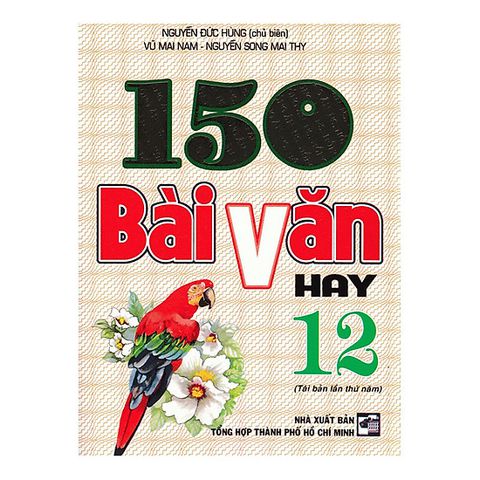 NGUYỄN ĐỨC HÙNG (chủ biên)
VŨ MAI NAM - NGUYỄN SONG MAI THY
150
Bài Văn
HAY
12
(Tái bản lần thứ năm)
NHÀ XUẤT BẢN
TỔNG HỢP THÀNH PHỐ HỒ CHÍ MINH